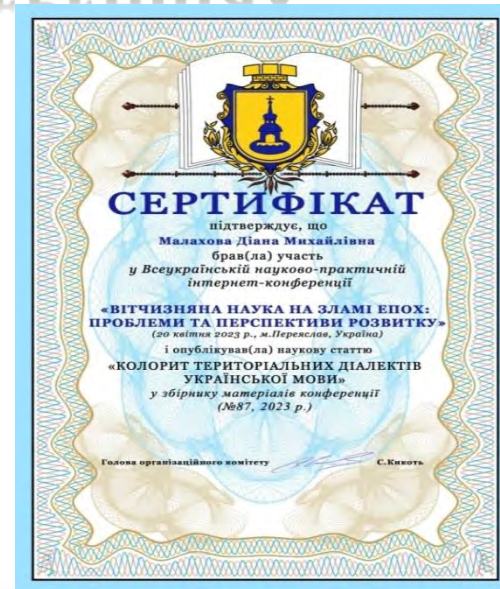 СЕРТИФІКАТ
підтверджує, що
Малахова Діана Михайлівна
брав(ла) участь
у Всеукраїнській науково-практичній
інтернет-конференції
«ВІТЧИЗНЯНА НАУКА НА ЗЛАМІ ЕПОХ:
ПРОБЛЕМИ ТА ПЕРСПЕКТИВИ РОЗВИТКУ»
(20 квітня 2023 р., м.Переяслав, Україна)
і опублікував(ла) наукову статтю
«КОЛОРИТ ТЕРИТОРІАЛЬНИХ ДІАЛЕКТІВ
УКРАЇНСЬКОЇ МОВИ»
у збірнику матеріалів конференції
(№87, 2023 р.)
Голова організаційного комітету С.Кикоть